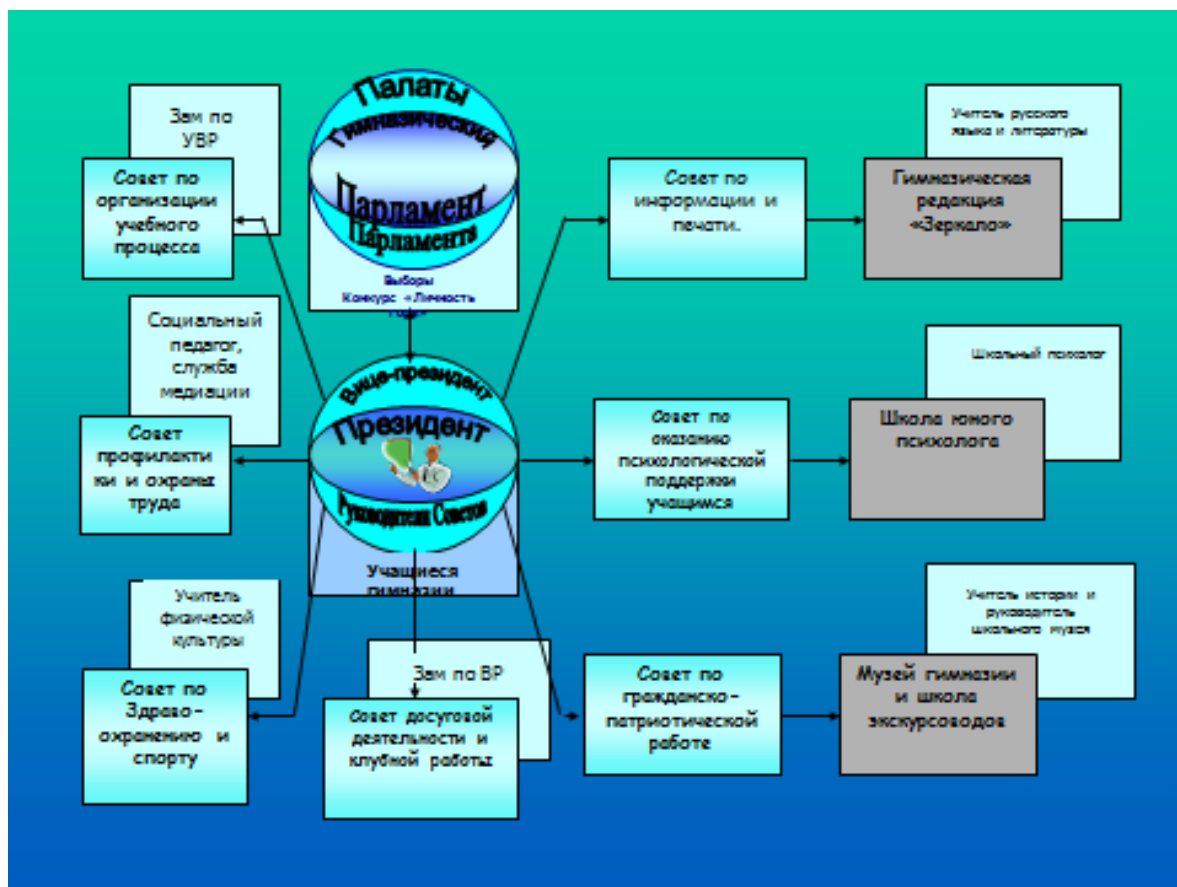 Зам по
УВР
Совет по
организации
учебного
процесса
Палаты
Гимназический
Парламент
Парламента
Выборы
Конкурс «Личность
года»
Совет по
информации и
печати.
Учитель русского
языка и литературы
Гимназическая
редакция
«Зеркало»
Социальный
педагог,
служба
медиации
Совет
профилакти
ки и охраны
труда
Вице-президент
Президент
Руководители Советов
Учащиеся
гимназии
Совет по
оказанию
психологической
поддержки
учащимся
Школьный психолог
Школа юного
психолога
Учитель
физической
культуры
Совет по
Здраво-
охранению и
спорту
Зам по ВР
Совет досуговой
деятельности и
клубной работы
Совет по
гражданско-
патриотической
работе
Учитель истории и
руководитель
школьного музея
Музей гимназии
и школа
экскурсоводов